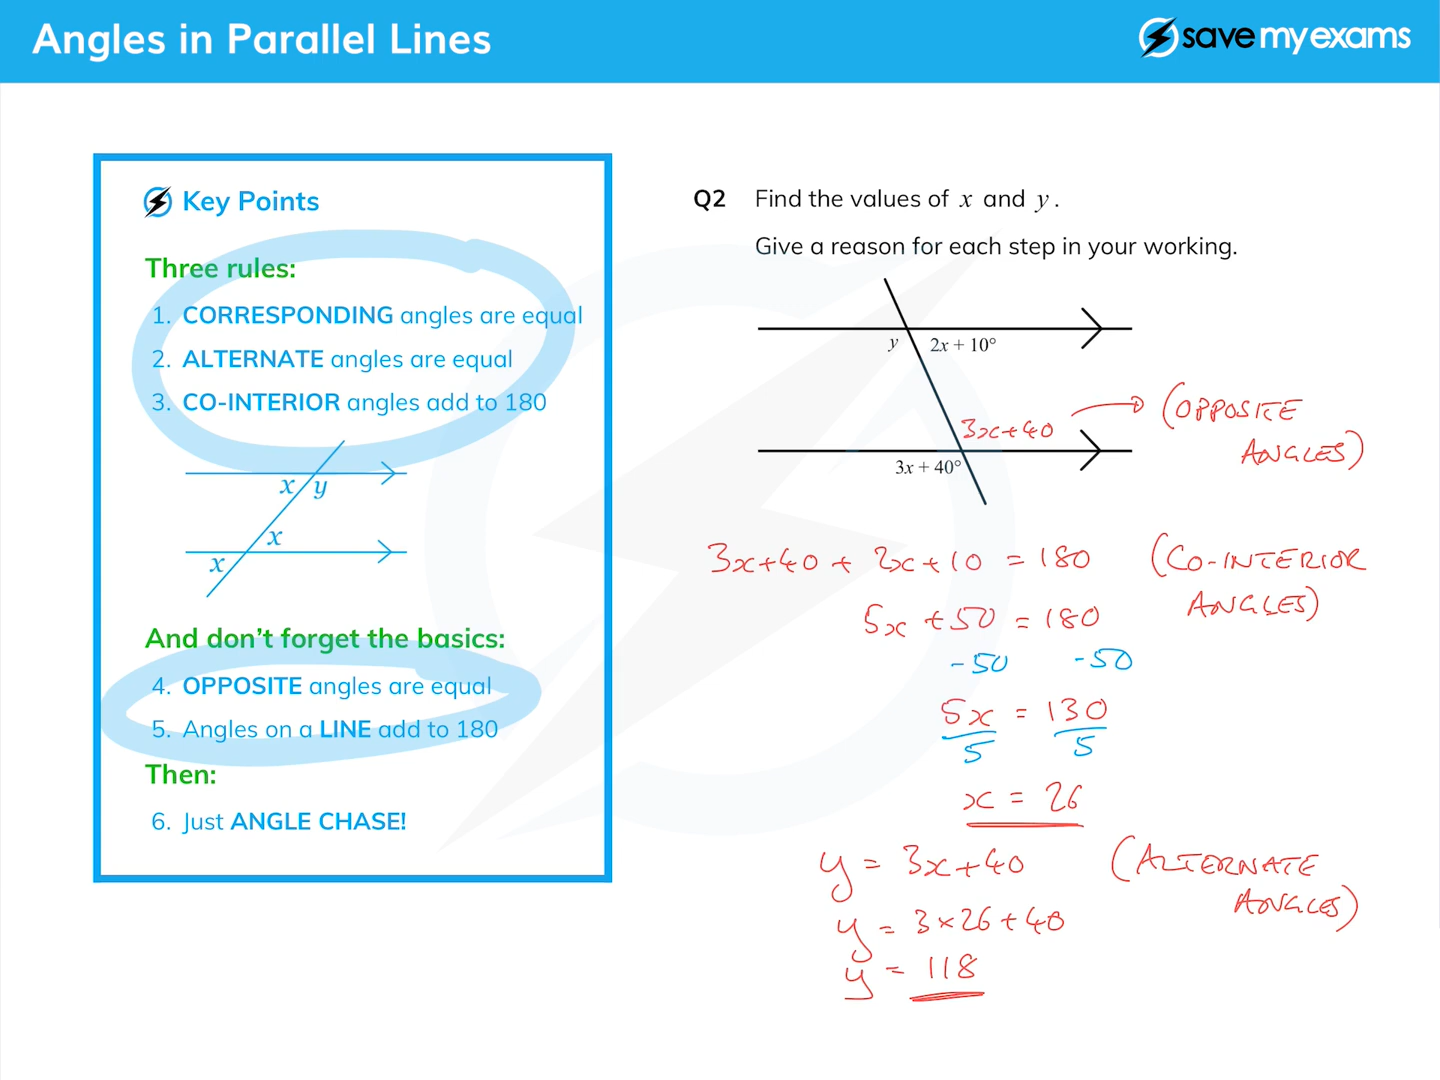 Angles in Parallel Lines
save my exams
Key Points
Three rules:
1. CORRESPONDING angles are equal
2. ALTERNATE angles are equal
3. CO-INTERIOR angles add to 180
x y
x
x
And don't forget the basics:
4. OPPOSITE angles are equal
5. Angles on a LINE add to 180
Then:
6. Just ANGLE CHASE!
Q2 Find the values of x and y.
Give a reason for each step in your working.
y 2x + 10°
3x+40 (OPPOSITE
ANGLES)
3x + 40°
3x+40 + 2x+10 = 180 (CO-INTERIOR
ANGLES)
5x + 50 = 180
-50 -50
5x = 130
5 5
x = 26
y = 3x+40 (ALTERNATE
ANGLES)
y = 3×26+40
y = 118